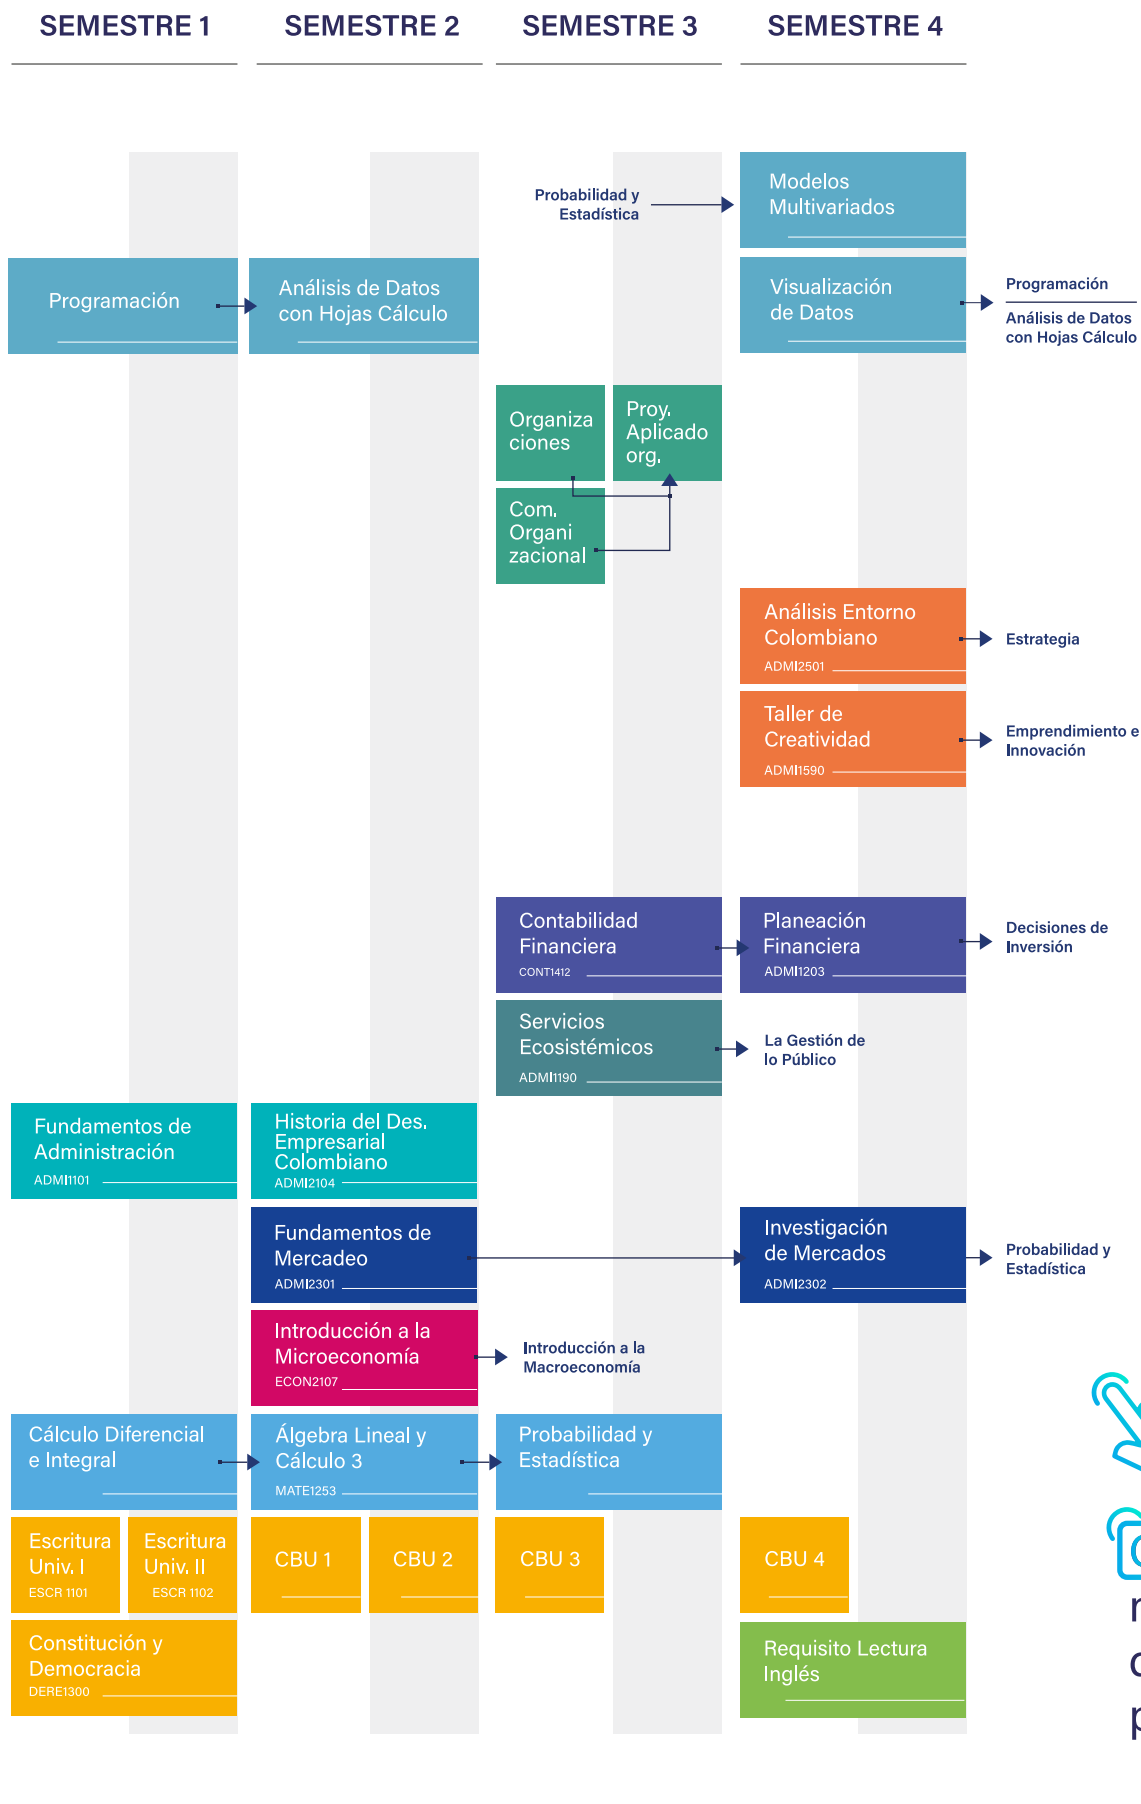 SEMESTRE 1
SEMESTRE 2
SEMESTRE 3
SEMESTRE 4
Probabilidad y
Estadística
Modelos
Multivariados
Programación
Análisis de Datos
con Hojas Cálculo
Visualización
de Datos
Programación
Análisis de Datos
con Hojas Cálculo
Organiza
ciones
Proy.
Aplicado
org.
Com.
Organi
zacional
Análisis Entorno
Colombiano
ADMI2501
Estrategia
Taller de
Creatividad
ADMI1590
Emprendimiento e
Innovación
Contabilidad
Financiera
CONT1412
Planeación
Financiera
ADMI1203
Decisiones de
Inversión
Servicios
Ecosistémicos
ADMI1190
La Gestión de
lo Público
Fundamentos de
Administración
ADMI1101
Historia del Des.
Empresarial
Colombiano
ADMI2104
Fundamentos de
Mercadeo
ADMI2301
Investigación
de Mercados
ADMI2302
Probabilidad y
Estadística
Introducción a la
Microeconomía
ECON2107
Introducción a la
Macroeconomía
Cálculo Diferencial
e Integral
Álgebra Lineal y
Cálculo 3
MATE1253
Probabilidad y
Estadística
Escritura
Univ. I
ESCR 1101
Escritura
Univ. II
ESCR 1102
CBU 1
CBU 2
CBU 3
CBU 4
Constitución y
Democracia
DERE1300
Requisito Lectura
Inglés